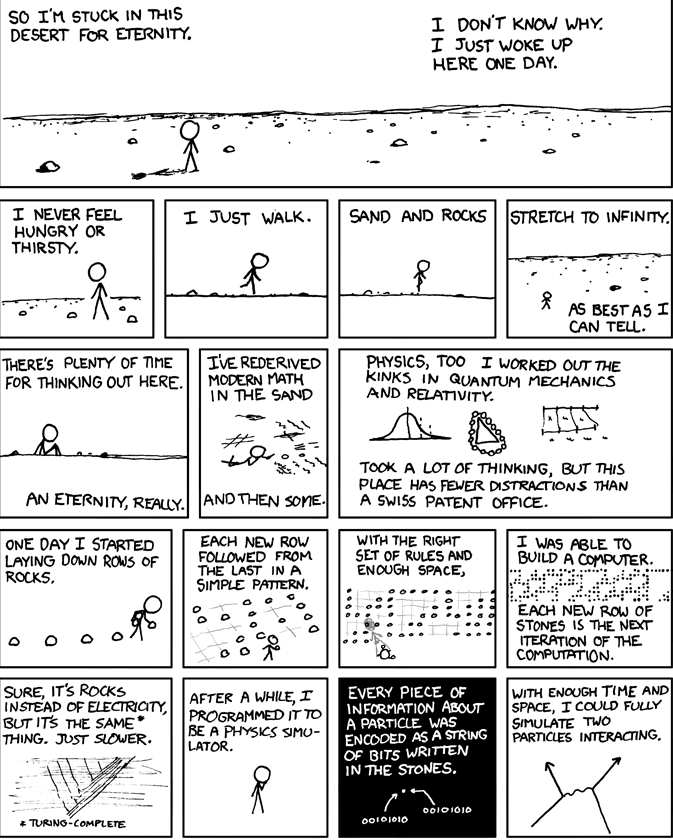 SO I'M STUCK IN THIS
DESERT FOR ETERNITY.
I DON'T KNOW WHY.
I JUST WOKE UP
HERE ONE DAY.
I NEVER FEEL
HUNGRY OR
THIRSTY.
I JUST WALK.
SAND AND ROCKS
STRETCH TO INFINITY.
AS BEST AS I
CAN TELL.
THERE'S PLENTY OF TIME
FOR THINKING OUT HERE.
AN ETERNITY, REALLY.
I'VE REDERIVED
MODERN MATH
IN THE SAND
AND THEN SOME.
PHYSICS, TOO I WORKED OUT THE
KINKS IN QUANTUM MECHANICS
AND RELATIVITY.
TOOK A LOT OF THINKING, BUT THIS
PLACE HAS FEWER DISTRACTIONS THAN
A SWISS PATENT OFFICE.
ONE DAY I STARTED
LAYING DOWN ROWS OF
ROCKS.
EACH NEW ROW
FOLLOWED FROM
THE LAST IN A
SIMPLE PATTERN.
WITH THE RIGHT
SET OF RULES AND
ENOUGH SPACE,
I WAS ABLE TO
BUILD A COMPUTER.
EACH NEW ROW OF
STONES IS THE NEXT
ITERATION OF THE
COMPUTATION.
SURE, IT'S ROCKS
INSTEAD OF ELECTRICITY,
BUT IT'S THE SAME*
THING. JUST SLOWER.
* TURING-COMPLETE
AFTER A WHILE, I
PROGRAMMED IT TO
BE A PHYSICS SIMU-
LATOR.
EVERY PIECE OF
INFORMATION ABOUT
A PARTICLE WAS
ENCODED AS A STRING
OF BITS WRITTEN
IN THE STONES.
00101010
00101010
WITH ENOUGH TIME AND
SPACE, I COULD FULLY
SIMULATE TWO
PARTICLES INTERACTING.